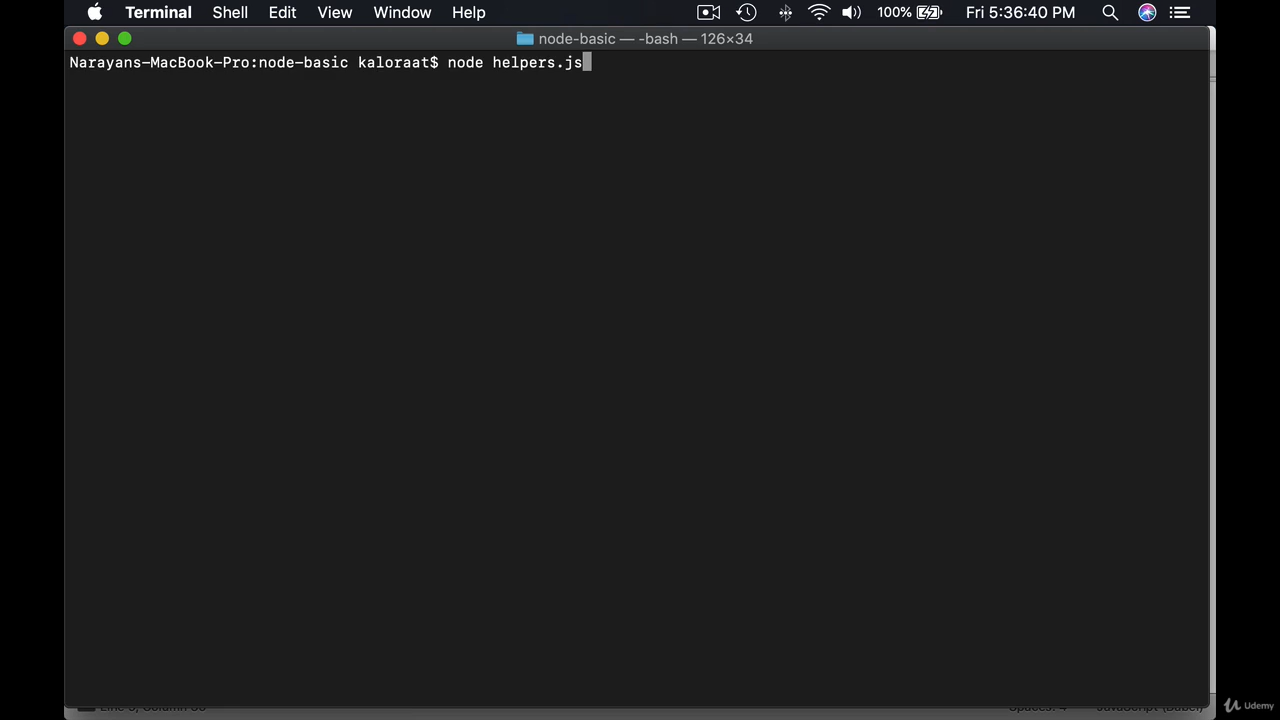 Terminal Shell Edit View Window Help 100% Fri 5:36:40 PM
node-basic — -bash — 126×34
Narayans-MacBook-Pro:node-basic kaloraat$ node helpers.js
Udemy